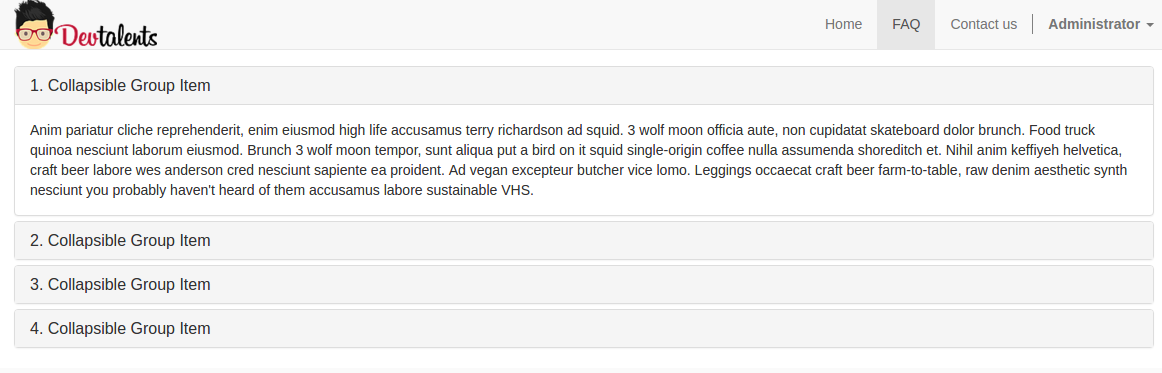 Devtalents
Home FAQ Contact us Administrator
1. Collapsible Group Item
Anim pariatur cliche reprehenderit, enim eiusmod high life accusamus terry richardson ad squid. 3 wolf moon officia aute, non cupidatat skateboard dolor brunch. Food truck
quinoa nesciunt laborum eiusmod. Brunch 3 wolf moon tempor, sunt aliqua put a bird on it squid single-origin coffee nulla assumenda shoreditch et. Nihil anim keffiyeh helvetica,
craft beer labore wes anderson cred nesciunt sapiente ea proident. Ad vegan excepteur butcher vice lomo. Leggings occaecat craft beer farm-to-table, raw denim aesthetic synth
nesciunt you probably haven't heard of them accusamus labore sustainable VHS.
2. Collapsible Group Item
3. Collapsible Group Item
4. Collapsible Group Item